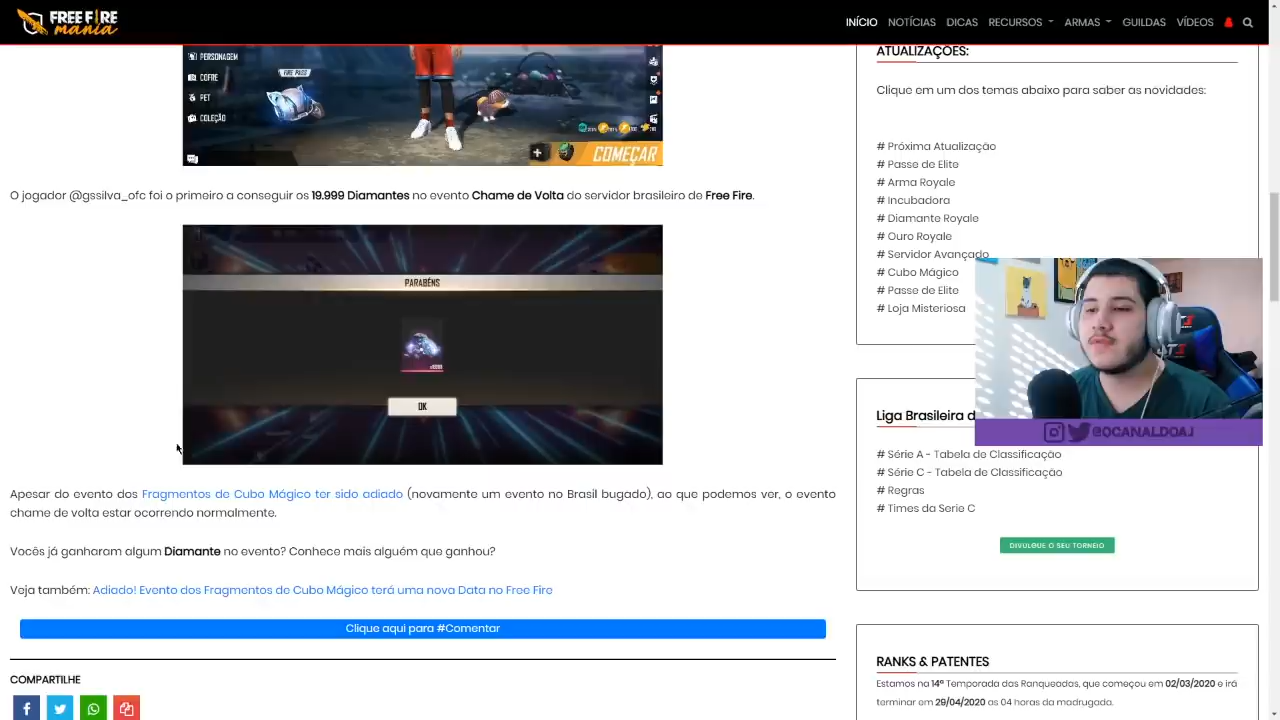 FREE FIRE
mania
INÍCIO NOTÍCIAS DICAS RECURSOS ARMAS GUILDAS VÍDEOS
PERSONAGEM
COFRE
PET
COLEÇÃO
FIRE PASS
COMEÇAR
O jogador @gssilva_ofc foi o primeiro a conseguir os 19.999 Diamantes no evento Chame de Volta do servidor brasileiro de Free Fire.
PARABÉNS
OK
Apesar do evento dos Fragmentos de Cubo Mágico ter sido adiado (novamente um evento no Brasil bugado), ao que podemos ver, o evento
chame de volta estar ocorrendo normalmente.
Vocês já ganharam algum Diamante no evento? Conhece mais alguém que ganhou?
Veja também: Adiado! Evento dos Fragmentos de Cubo Mágico terá uma nova Data no Free Fire
Clique aqui para #Comentar
COMPARTILHE
ATUALIZAÇÕES:
Clique em um dos temas abaixo para saber as novidades:
# Próxima Atualização
# Passe de Elite
# Arma Royale
# Incubadora
# Diamante Royale
# Ouro Royale
# Servidor Avançado
# Cubo Mágico
# Passe de Elite
# Loja Misteriosa
@OCANALDOAJ
Liga Brasileira d
# Série A - Tabela de Classificação
# Série C - Tabela de Classificação
# Regras
# Times da Serie C
DIVULGUE O SEU TORNEIO
RANKS & PATENTES
Estamos na 14ª Temporada das Ranqueadas, que começou em 02/03/2020 e irá
terminar em 29/04/2020 as 04 horas da madrugada.